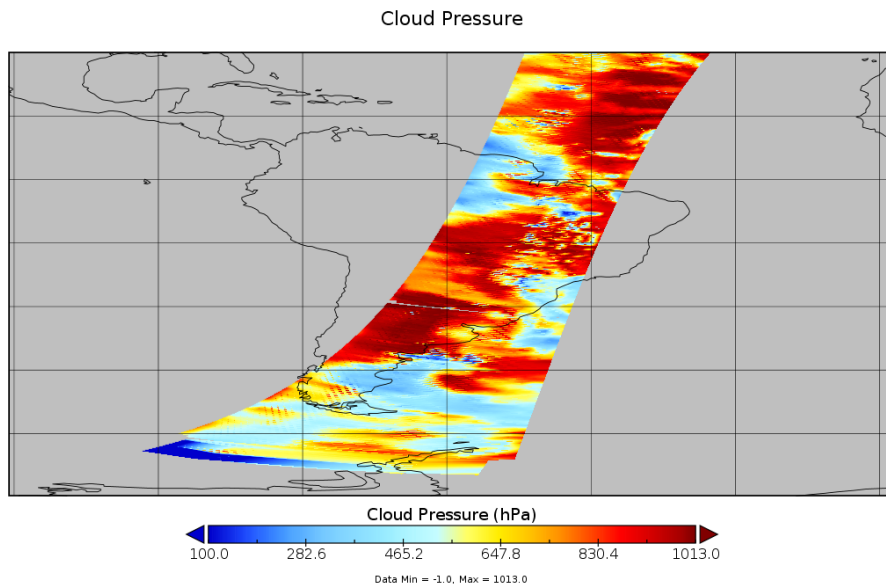 Cloud Pressure
Cloud Pressure (hPa)
100.0 282.6 465.2 647.8 830.4 1013.0
Data Min = -1.0, Max = 1013.0